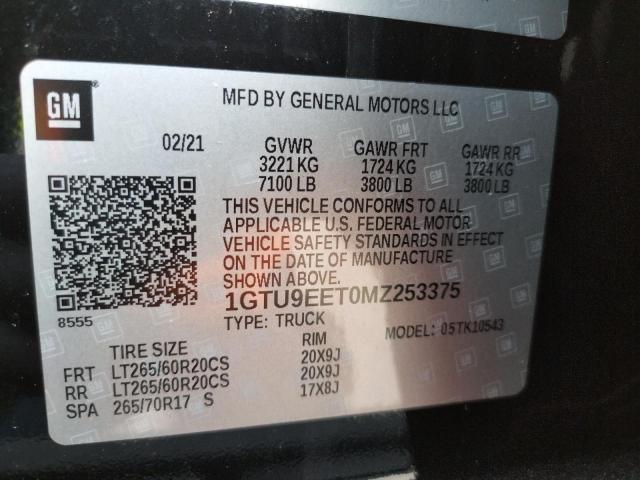 GM
MFD BY GENERAL MOTORS LLC
02/21 GVWR GAWR FRT GAWR RR
3221 KG 1724 KG 1724 KG
7100 LB 3800 LB 3800 LB
THIS VEHICLE CONFORMS TO ALL
APPLICABLE U.S. FEDERAL MOTOR
VEHICLE SAFETY STANDARDS IN EFFECT
ON THE DATE OF MANUFACTURE
SHOWN ABOVE.
8555
1GTU9EET0MZ253375
TYPE: TRUCK MODEL: 05TK10543
TIRE SIZE RIM
FRT LT265/60R20CS 20X9J
RR LT265/60R20CS 20X9J
SPA 265/70R17 S 17X8J